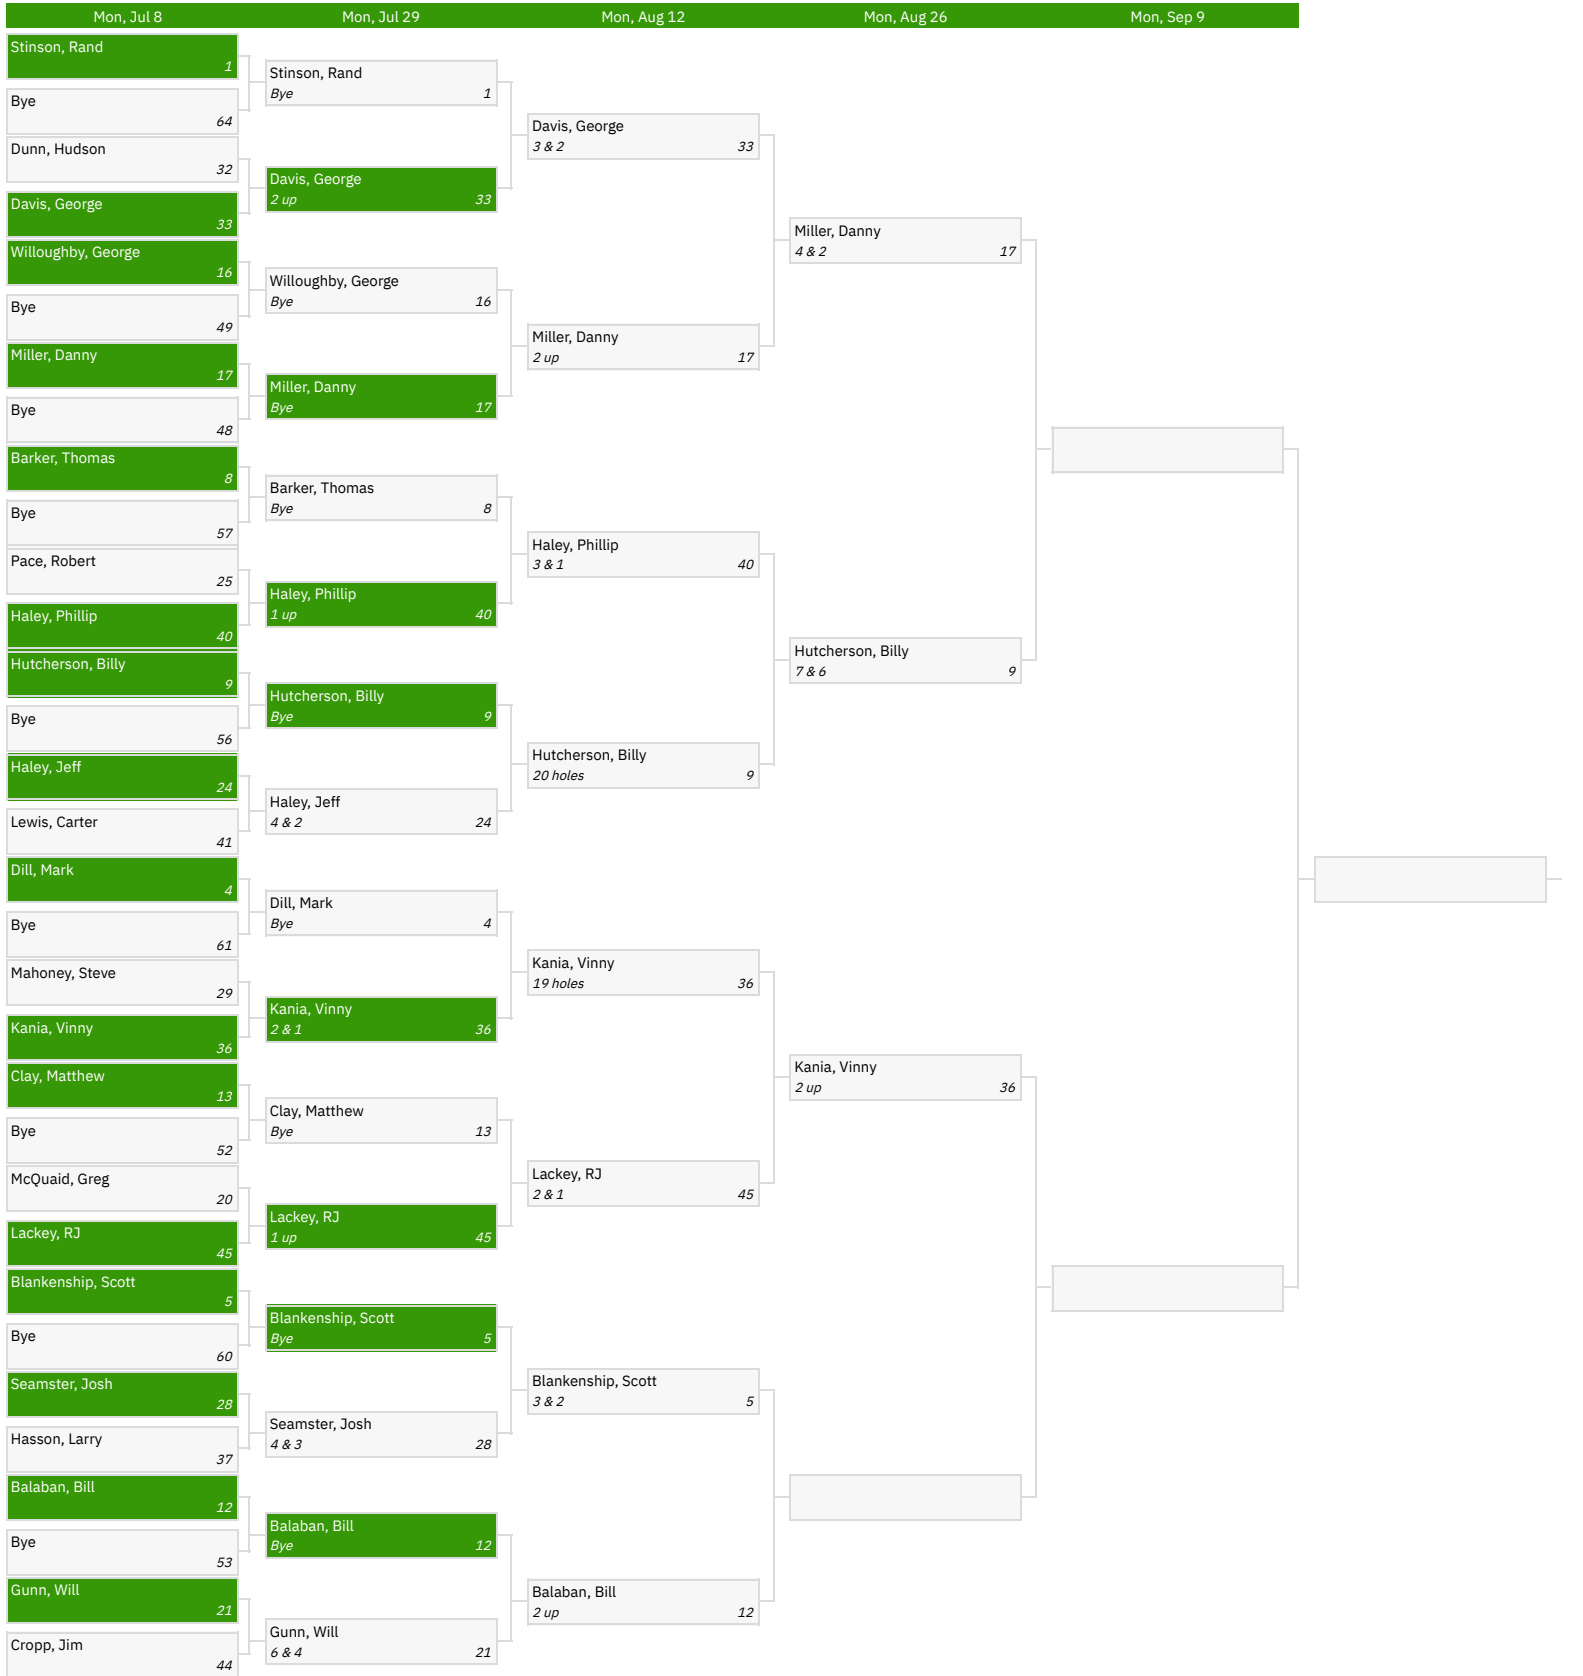 Mon, Jul 8
Mon, Jul 29
Mon, Aug 12
Mon, Aug 26
Mon, Sep 9
Stinson, Rand
1
Bye
64
Dunn, Hudson
32
Davis, George
33
Willoughby, George
16
Bye
49
Miller, Danny
17
Bye
48
Barker, Thomas
8
Bye
57
Pace, Robert
25
Haley, Phillip
40
Hutcherson, Billy
9
Bye
56
Haley, Jeff
24
Lewis, Carter
41
Dill, Mark
4
Bye
61
Mahoney, Steve
29
Kania, Vinny
36
Clay, Matthew
13
Bye
52
McQuaid, Greg
20
Lackey, RJ
45
Blankenship, Scott
5
Bye
60
Seamster, Josh
28
Hasson, Larry
37
Balaban, Bill
12
Bye
53
Gunn, Will
21
Cropp, Jim
44
Stinson, Rand
Bye 1
Davis, George
2 up 33
Willoughby, George
Bye 16
Miller, Danny
Bye 17
Barker, Thomas
Bye 8
Haley, Phillip
1 up 40
Hutcherson, Billy
Bye 9
Haley, Jeff
4 & 2 24
Dill, Mark
Bye 4
Kania, Vinny
2 & 1 36
Clay, Matthew
Bye 13
Lackey, RJ
1 up 45
Blankenship, Scott
Bye 5
Seamster, Josh
4 & 3 28
Balaban, Bill
Bye 12
Gunn, Will
6 & 4 21
Davis, George
3 & 2 33
Miller, Danny
2 up 17
Haley, Phillip
3 & 1 40
Hutcherson, Billy
20 holes 9
Kania, Vinny
19 holes 36
Lackey, RJ
2 & 1 45
Blankenship, Scott
3 & 2 5
Balaban, Bill
2 up 12
Miller, Danny
4 & 2 17
Hutcherson, Billy
7 & 6 9
Kania, Vinny
2 up 36